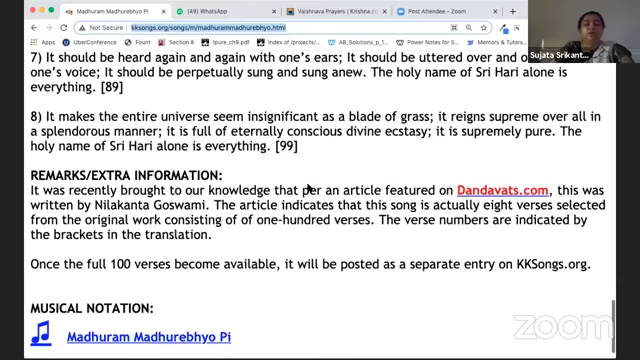 Madhuram Madhurebhyo Pi
(49) WhatsApp
Vaishnava Prayers | Krishna.c
Post Attendee - Zoom
kksongs.org/songs/m/madhurammadhurebhyo.html
Apps
UberConference
Fount
Section 8
fpure_ch9.pdf
Index of /music
PowerPoint Prese
AB_Solutions_p_1
Mentors / Tutori
Sujata Srikant...
7) It should be heard again and again with one's ears; It should be uttered over and o
one's voice; It should be perpetually sung and sung anew. The holy name of Sri Hari alone is
everything. [89]
8) It makes the entire universe seem insignificant as a blade of grass; it reigns supreme over all in
a splendorous manner; it is full of eternally conscious divine ecstasy; it is supremely pure. The
holy name of Sri Hari alone is everything. [99]
REMARKS/EXTRA INFORMATION:
It was recently brought to our knowledge that per an article featured on Dandavats.com, this was
written by Nilakanta Goswami. The article indicates that this song is actually eight verses selected
from the original work consisting of of one-hundred verses. The verse numbers are indicated by
the brackets in the translation.
Once the full 100 verses become available, it will be posted as a separate entry on KKSongs.org.
MUSICAL NOTATION:
Madhuram Madhurebhyo Pi
zoom